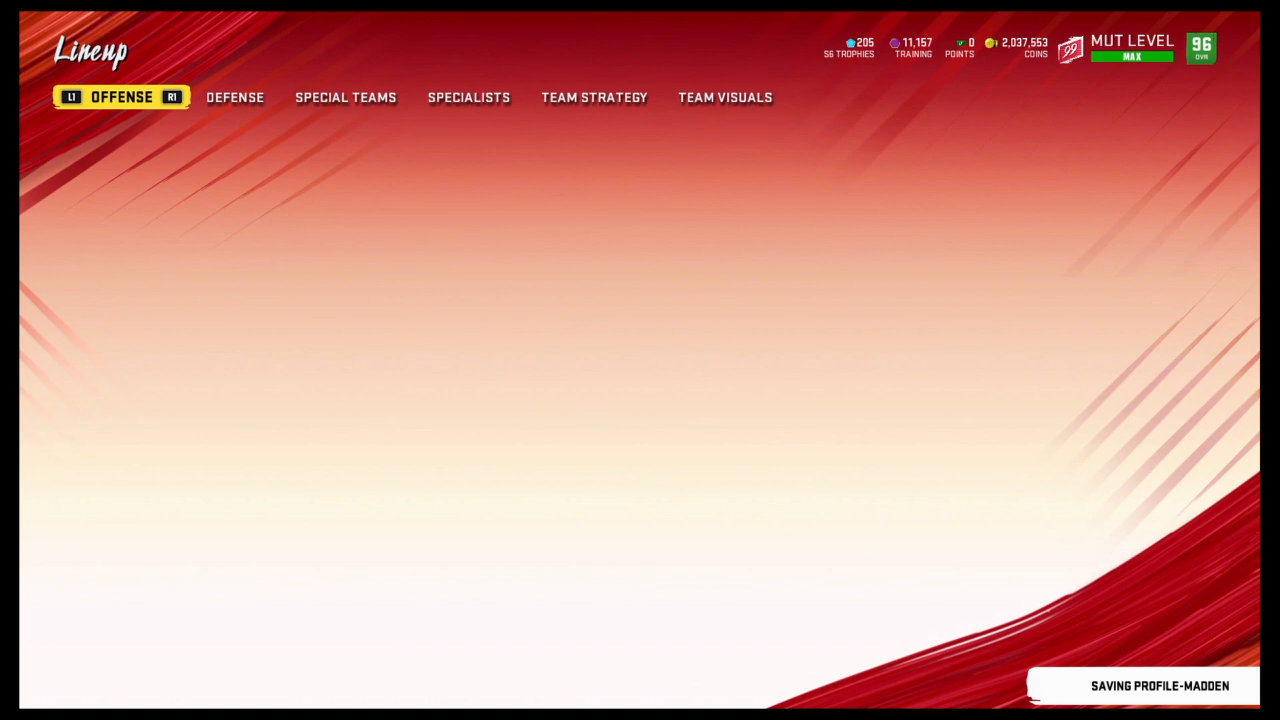 Lineup
205 11,157 0 2,037,553 99 MUT LEVEL 96
S6 TROPHIES TRAINING POINTS COINS MAX OVR
L1 OFFENSE R1 DEFENSE SPECIAL TEAMS SPECIALISTS TEAM STRATEGY TEAM VISUALS
SAVING PROFILE-MADDEN